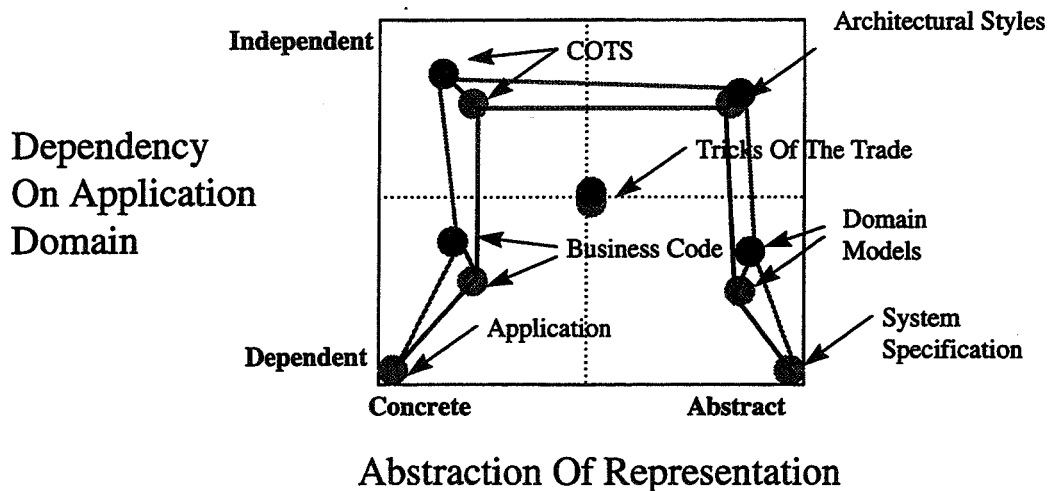 Architectural Styles
Independent
COTS
Dependency
On Application
Domain
Tricks Of The Trade
Business Code
Domain
Models
Application
System
Specification
Dependent
Concrete
Abstract
Abstraction Of Representation